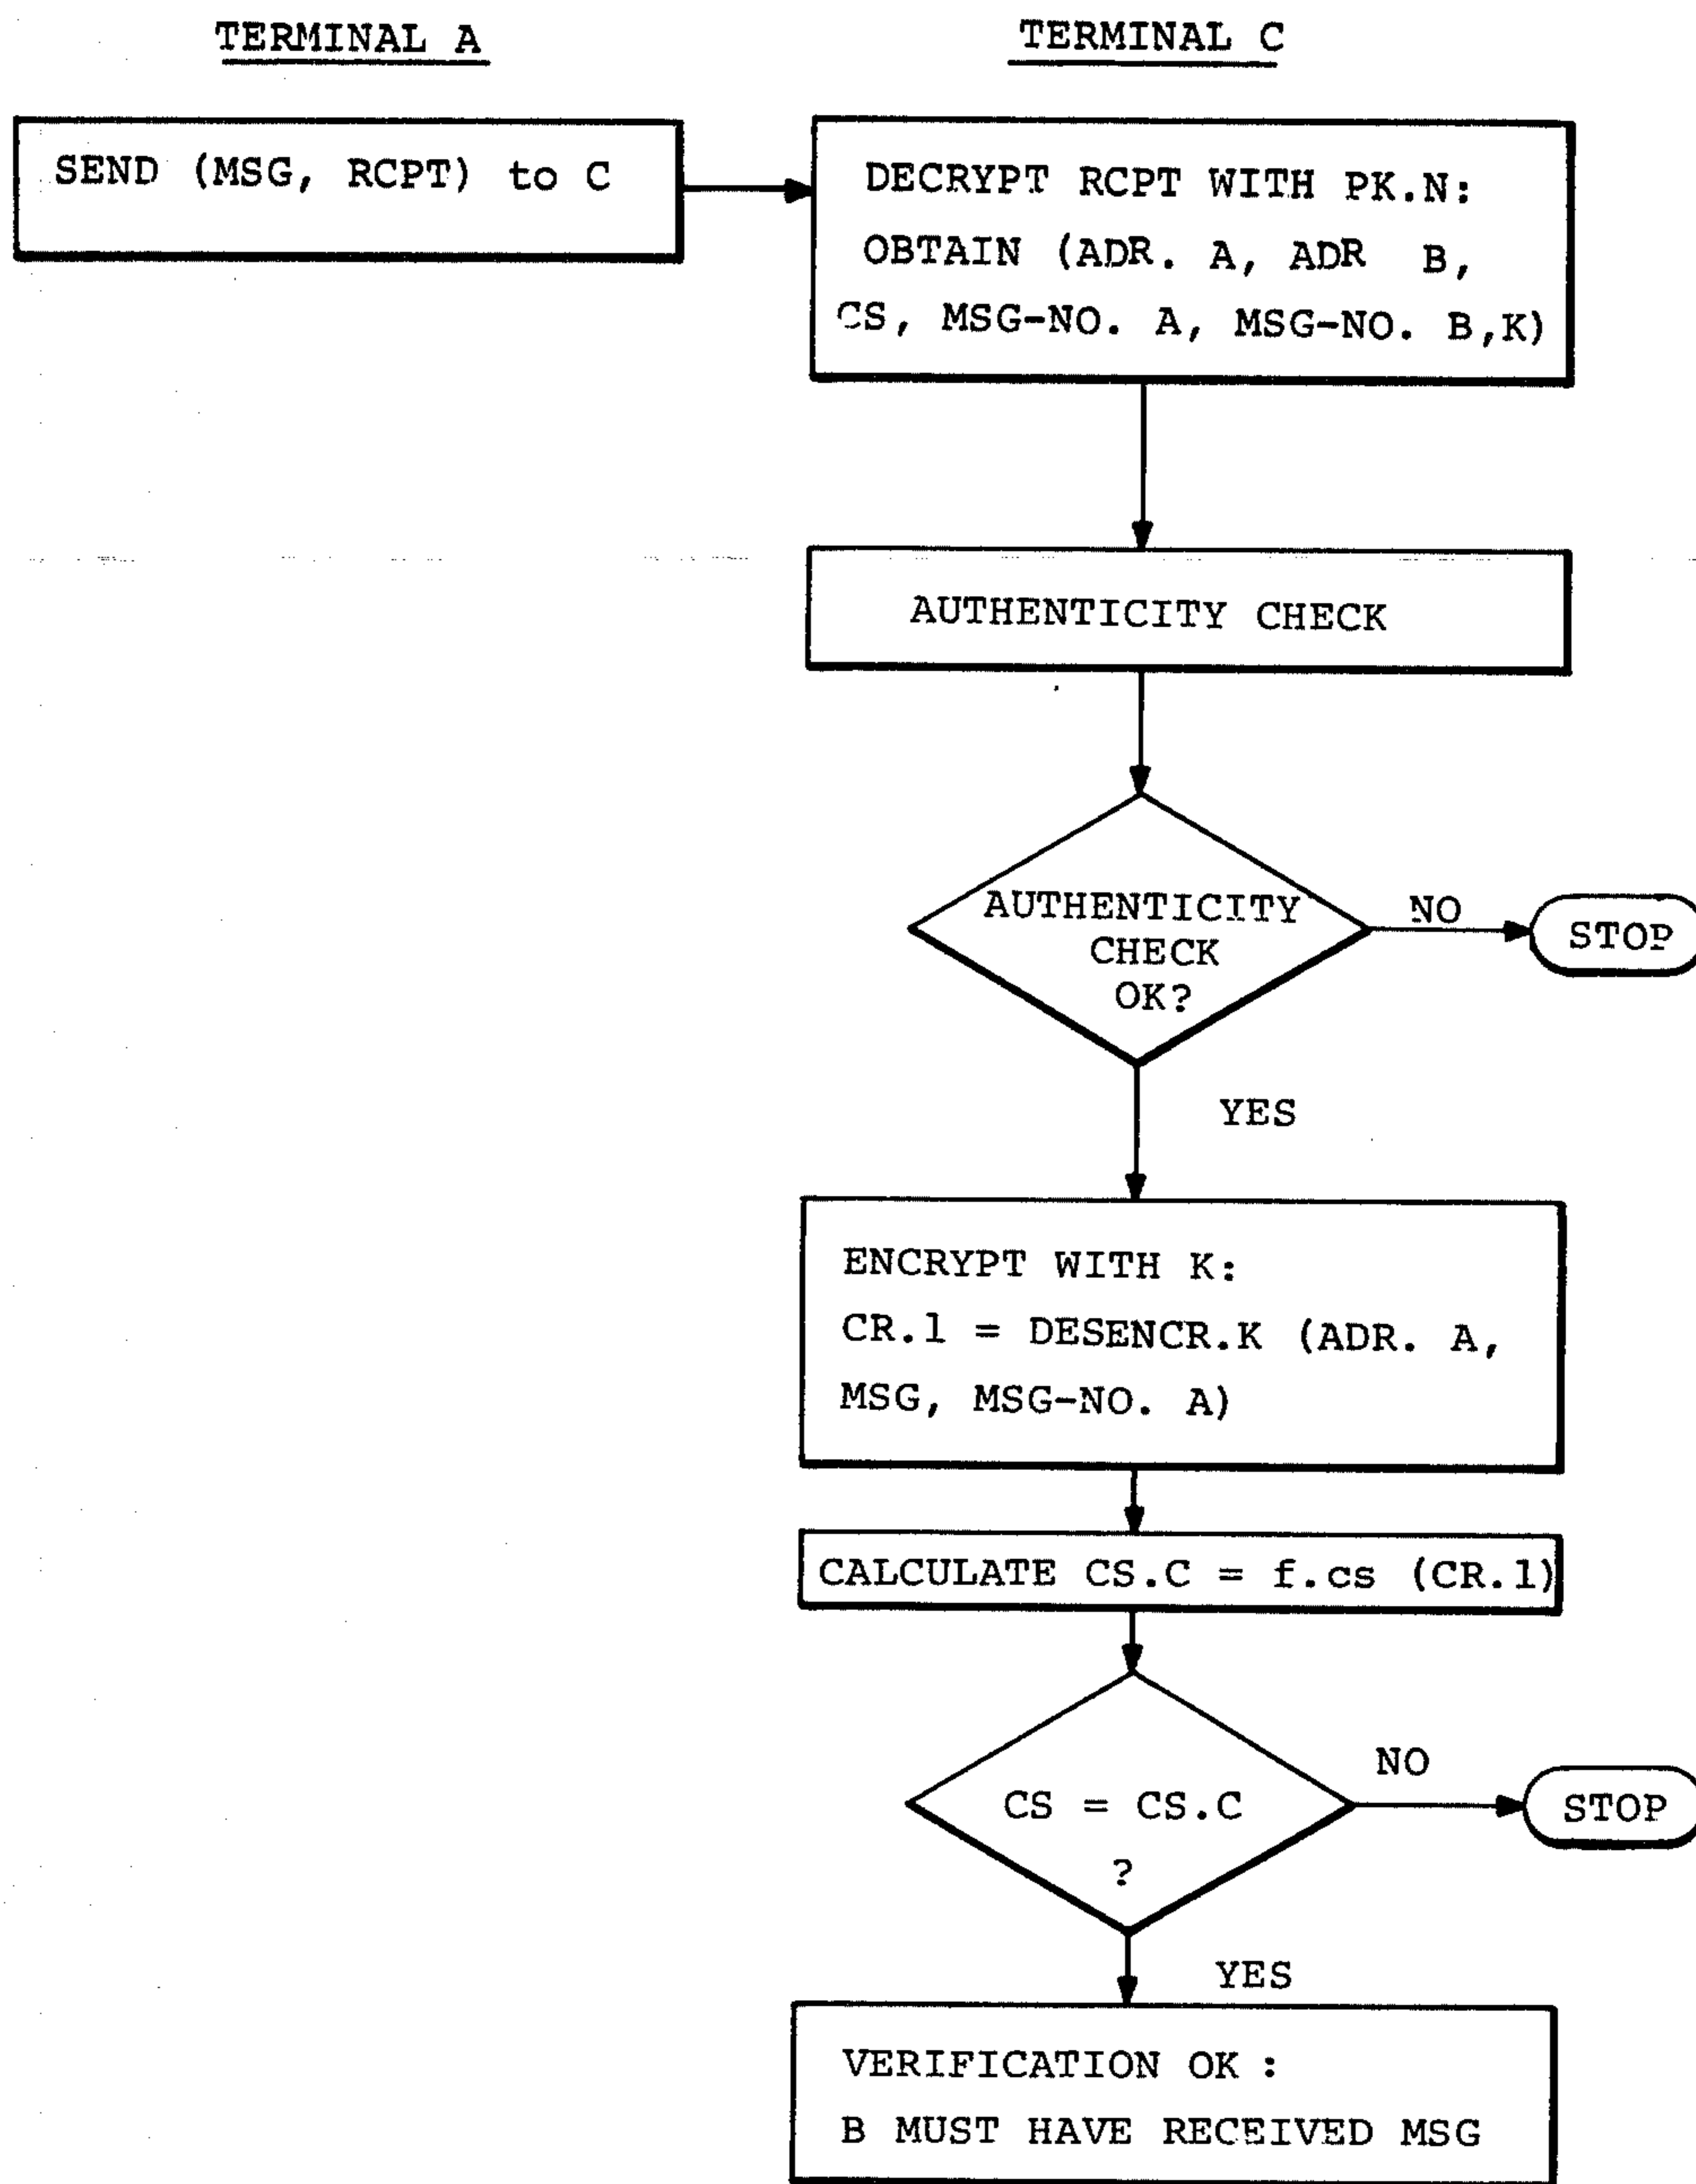 TERMINAL A
TERMINAL C
SEND (MSG, RCPT) to C
DECRYPT RCPT WITH PK.N:
OBTAIN (ADR. A, ADR B,
CS, MSG-NO. A, MSG-NO. B,K)
AUTHENTICITY CHECK
AUTHENTICITY
CHECK
OK?
NO
STOP
YES
ENCRYPT WITH K:
CR.1 = DESENCR.K (ADR. A,
MSG, MSG-NO. A)
CALCULATE CS.C = f.cs (CR.1)
CS = CS.C
?
NO
STOP
YES
VERIFICATION OK :
B MUST HAVE RECEIVED MSG